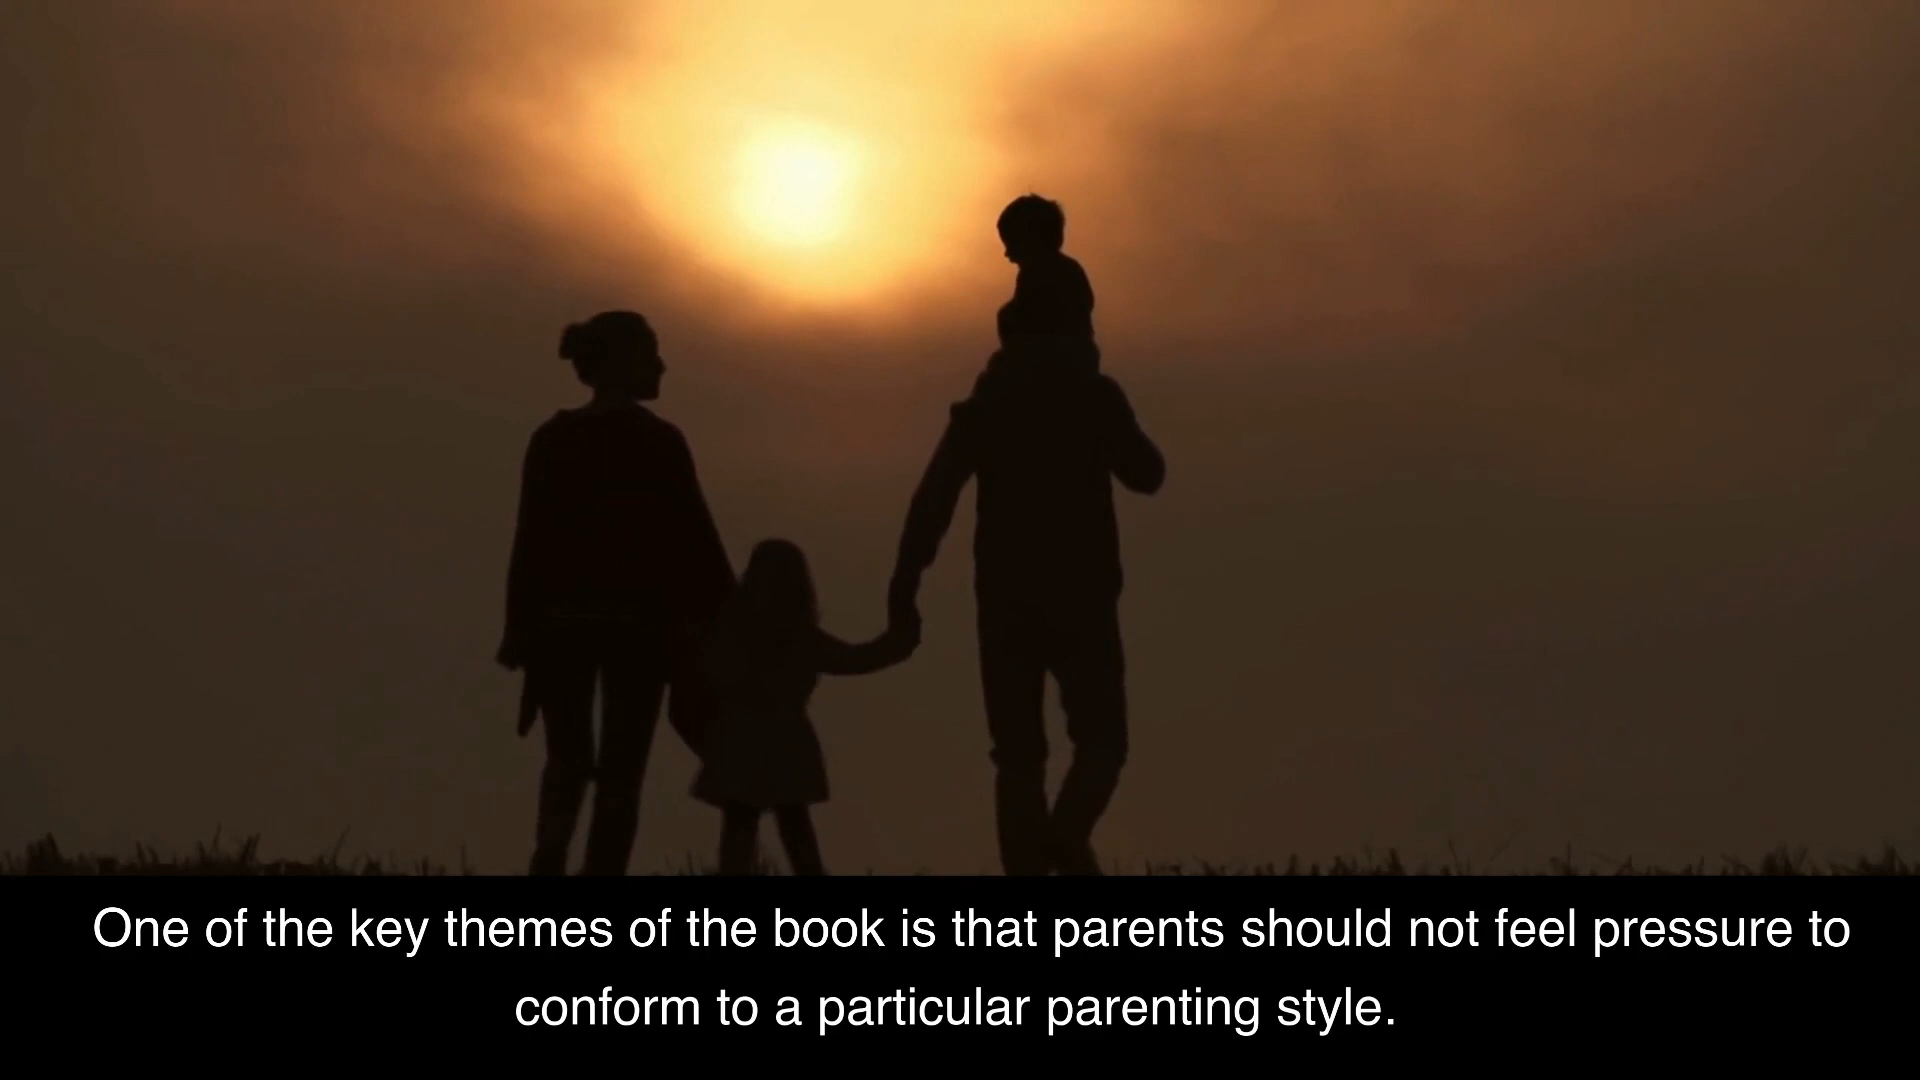 One of the key themes of the book is that parents should not feel pressure to
conform to a particular parenting style.